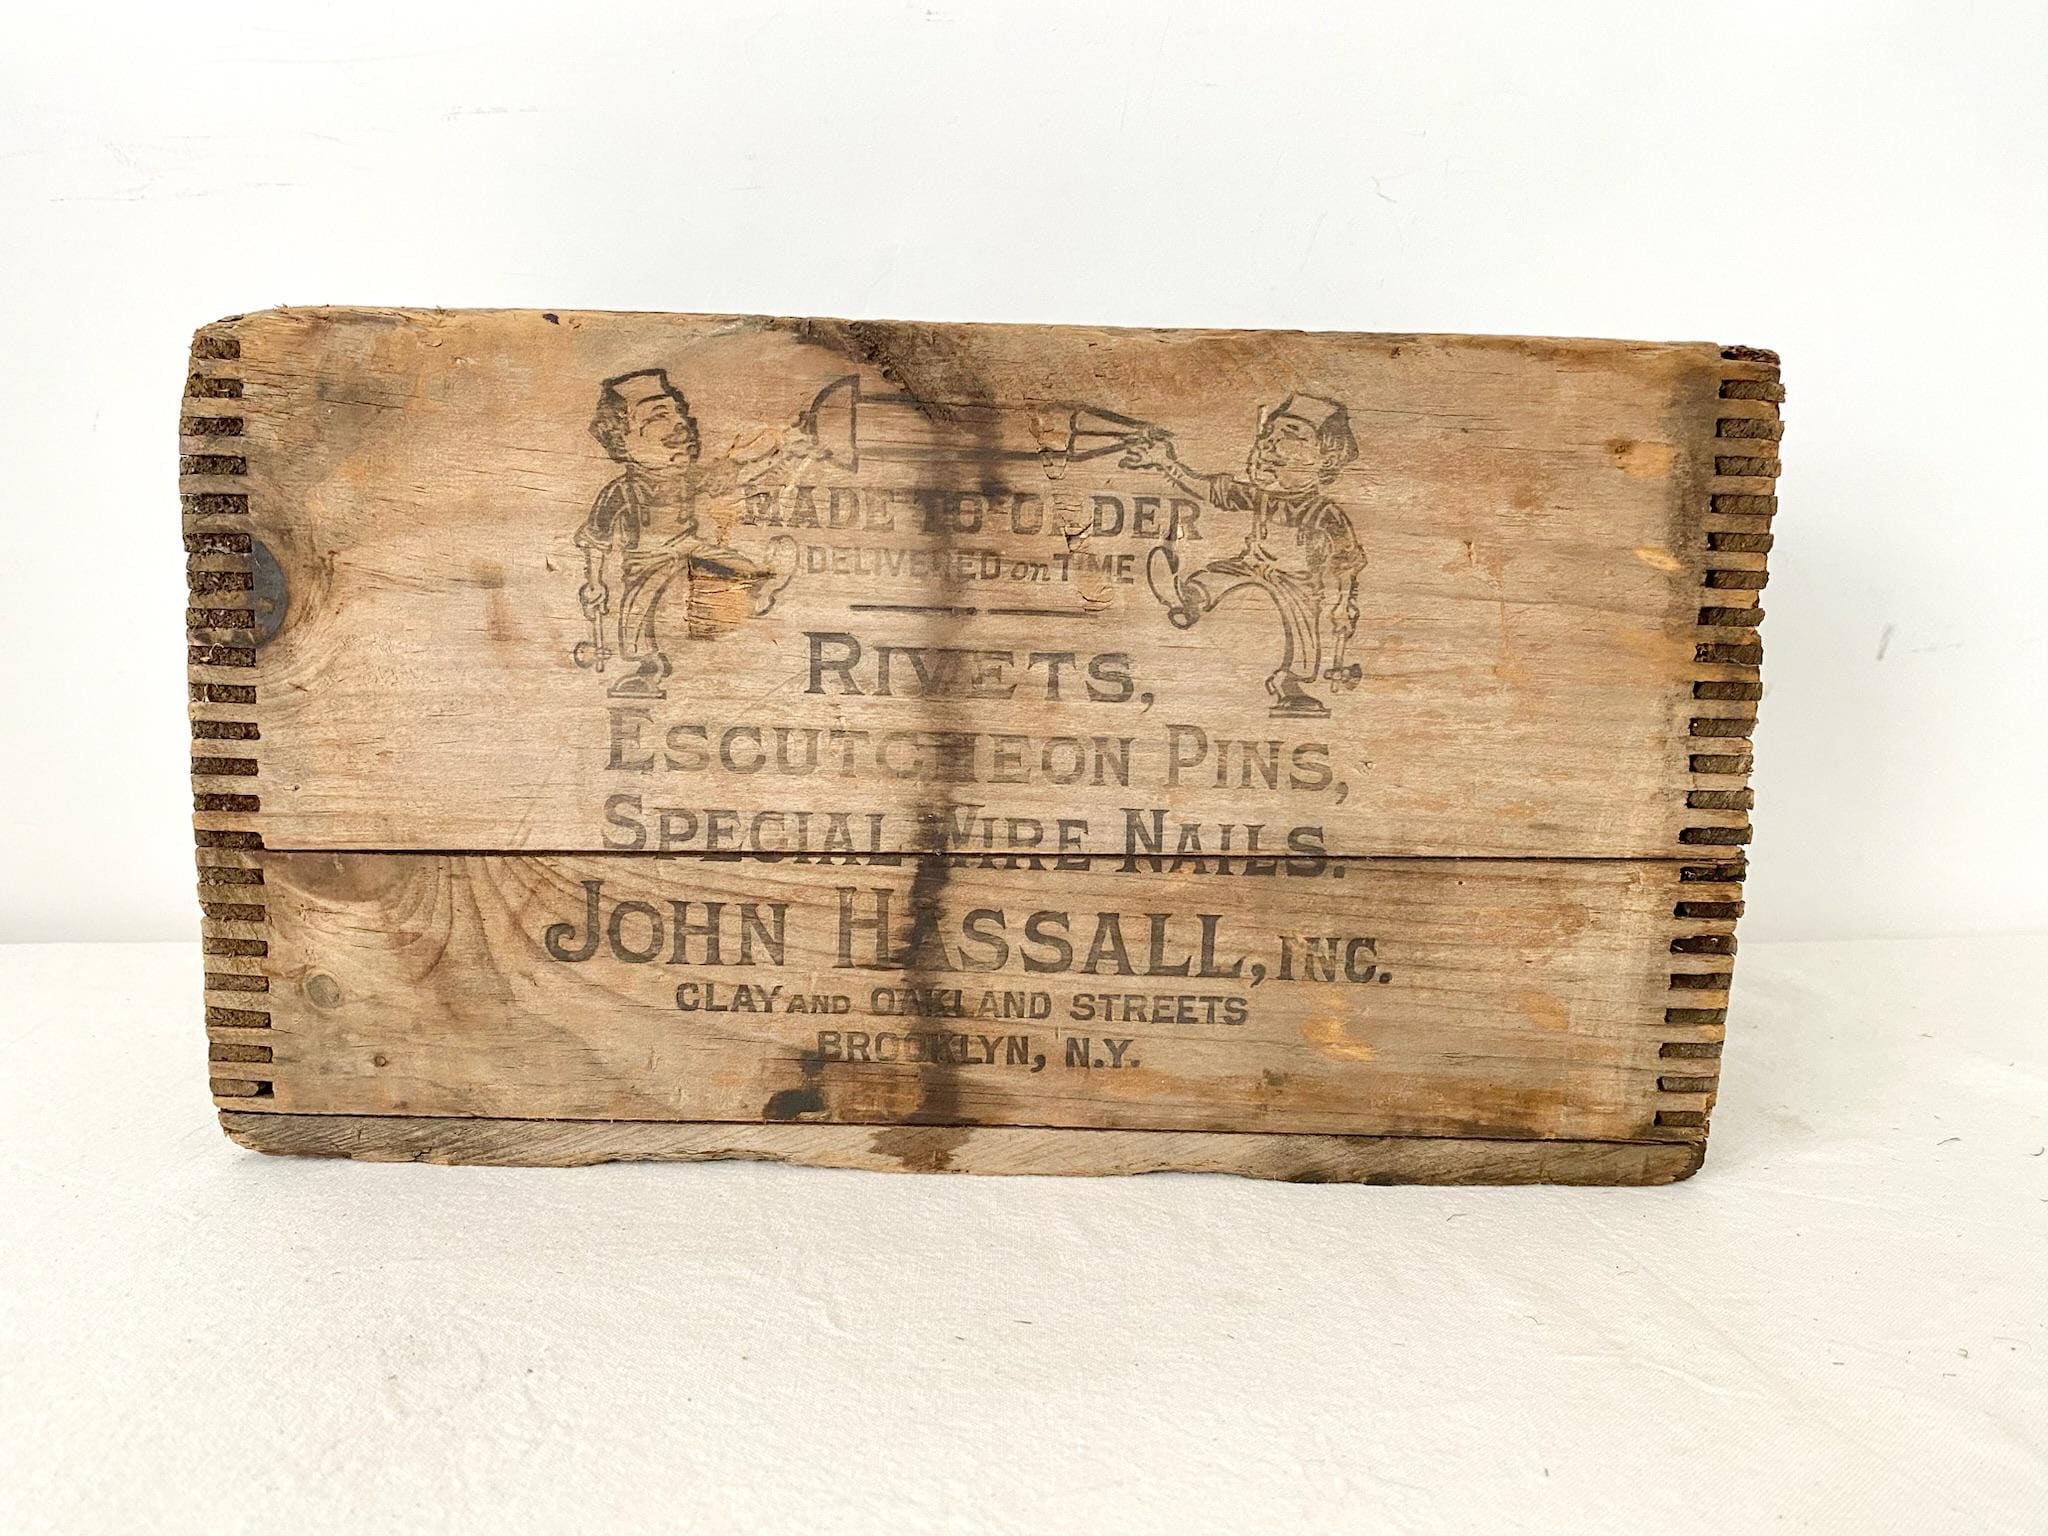 MADE TO ORDER
DELIVERED on TIME
RIVETS,
ESCUTCHEON PINS,
SPECIAL WIRE NAILS.
JOHN HASSALL, INC.
CLAY AND OAKLAND STREETS
BROOKLYN, N.Y.